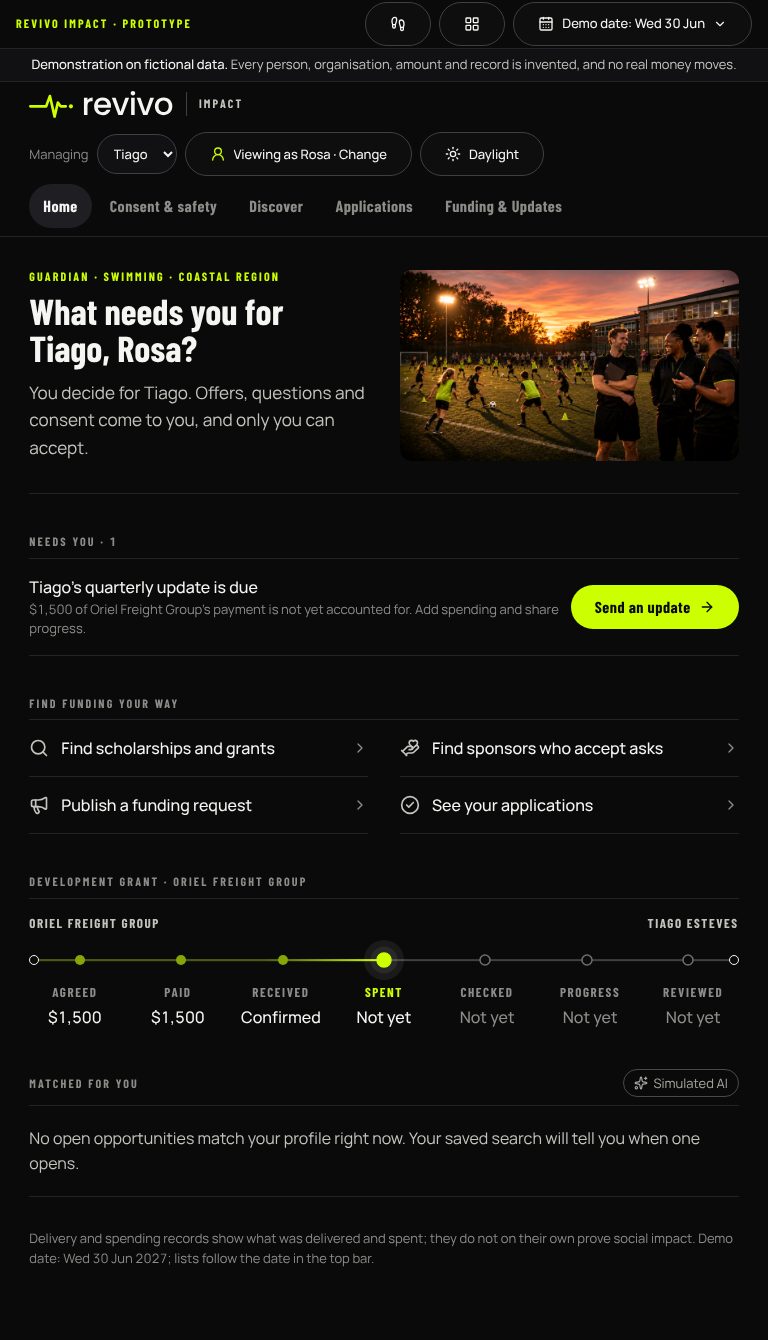 REVIVO IMPACT · PROTOTYPE
Demo date: Wed 30 Jun
Demonstration on fictional data. Every person, organisation, amount and record is invented, and no real money moves.
revivo IMPACT
Managing Tiago Viewing as Rosa · Change Daylight
Home Consent & safety Discover Applications Funding & Updates
GUARDIAN · SWIMMING · COASTAL REGION
What needs you for
Tiago, Rosa?
You decide for Tiago. Offers, questions and
consent come to you, and only you can
accept.
NEEDS YOU · 1
Tiago's quarterly update is due
$1,500 of Oriel Freight Group's payment is not yet accounted for. Add spending and share
progress.
Send an update
FIND FUNDING YOUR WAY
Find scholarships and grants
Find sponsors who accept asks
Publish a funding request
See your applications
DEVELOPMENT GRANT · ORIEL FREIGHT GROUP
ORIEL FREIGHT GROUP TIAGO ESTEVES
AGREED PAID RECEIVED SPENT CHECKED PROGRESS REVIEWED
$1,500 $1,500 Confirmed Not yet Not yet Not yet Not yet
MATCHED FOR YOU Simulated AI
No open opportunities match your profile right now. Your saved search will tell you when one
opens.
Delivery and spending records show what was delivered and spent; they do not on their own prove social impact. Demo
date: Wed 30 Jun 2027; lists follow the date in the top bar.